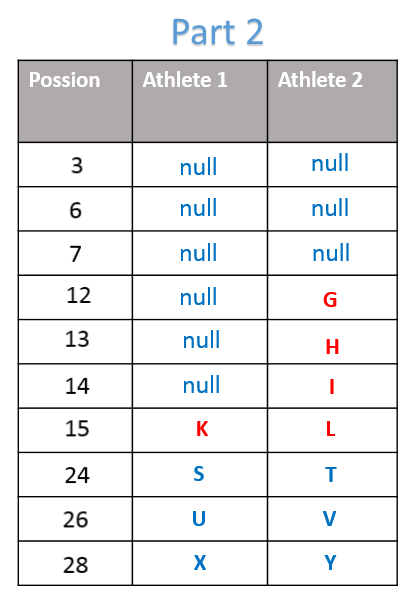 Part 2
Possion Athlete 1 Athlete 2
3 null null
6 null null
7 null null
12 null G
13 null H
14 null I
15 K L
24 S T
26 U V
28 X Y